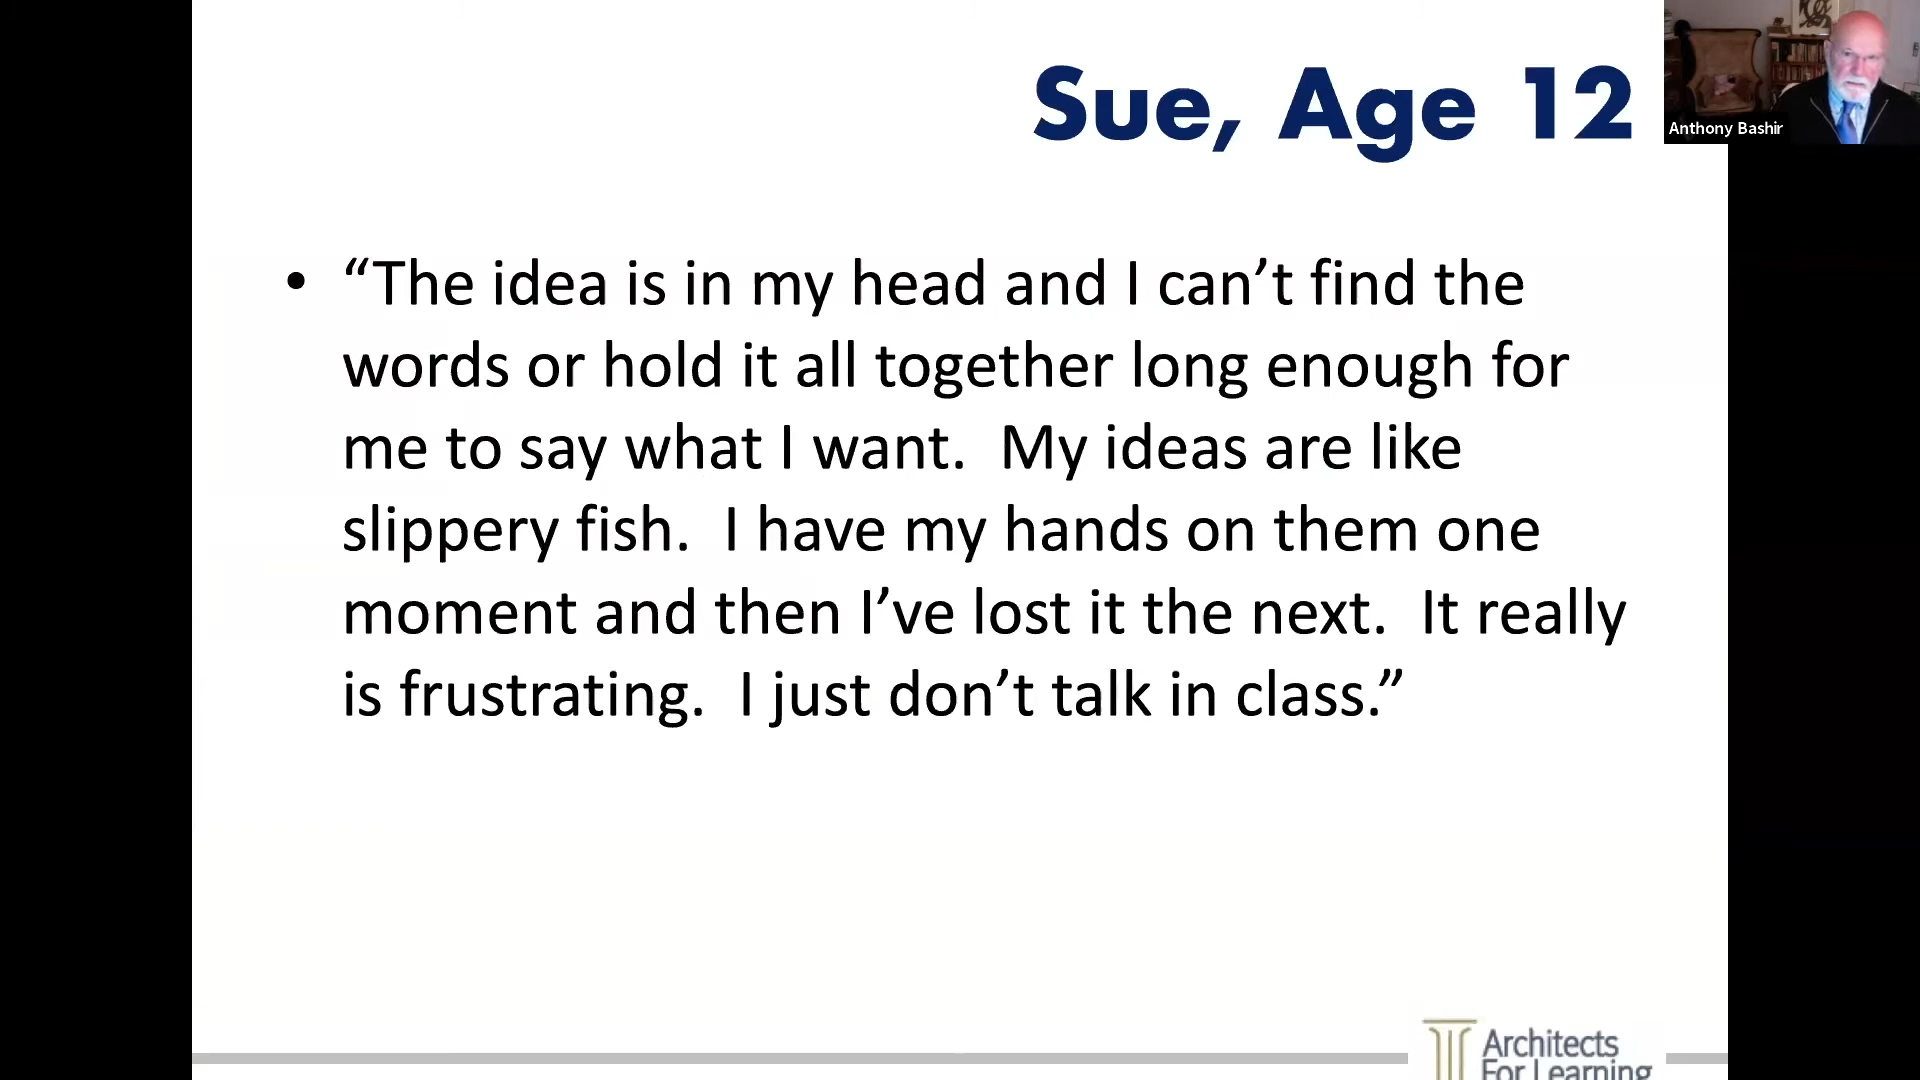 Sue, Age 12
Anthony Bashir
• “The idea is in my head and I can’t find the
words or hold it all together long enough for
me to say what I want.  My ideas are like
slippery fish.  I have my hands on them one
moment and then I’ve lost it the next.  It really
is frustrating.  I just don’t talk in class.”
Architects
For Learning